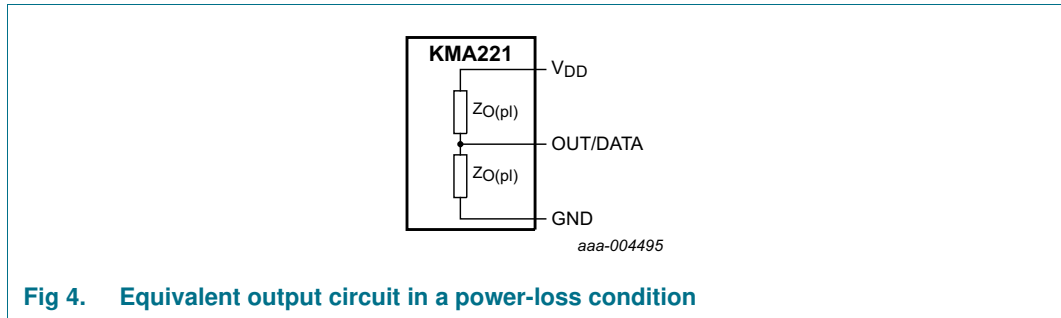 KMA221
VDD
ZO(pl)
OUT/DATA
ZO(pl)
GND
aaa-004495
Fig 4. Equivalent output circuit in a power-loss condition